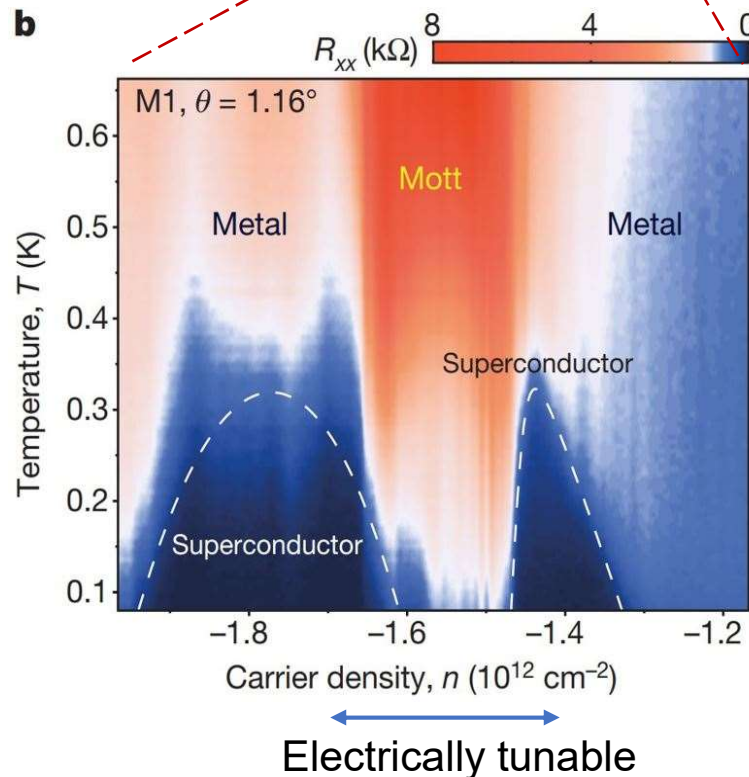 b
R_xx (kΩ)
8 4 0
M1, θ = 1.16°
Mott
Metal Metal
Superconductor
Superconductor
Temperature, T (K)
0.6
0.5
0.4
0.3
0.2
0.1
−1.8 −1.6 −1.4 −1.2
Carrier density, n (10¹² cm⁻²)
Electrically tunable